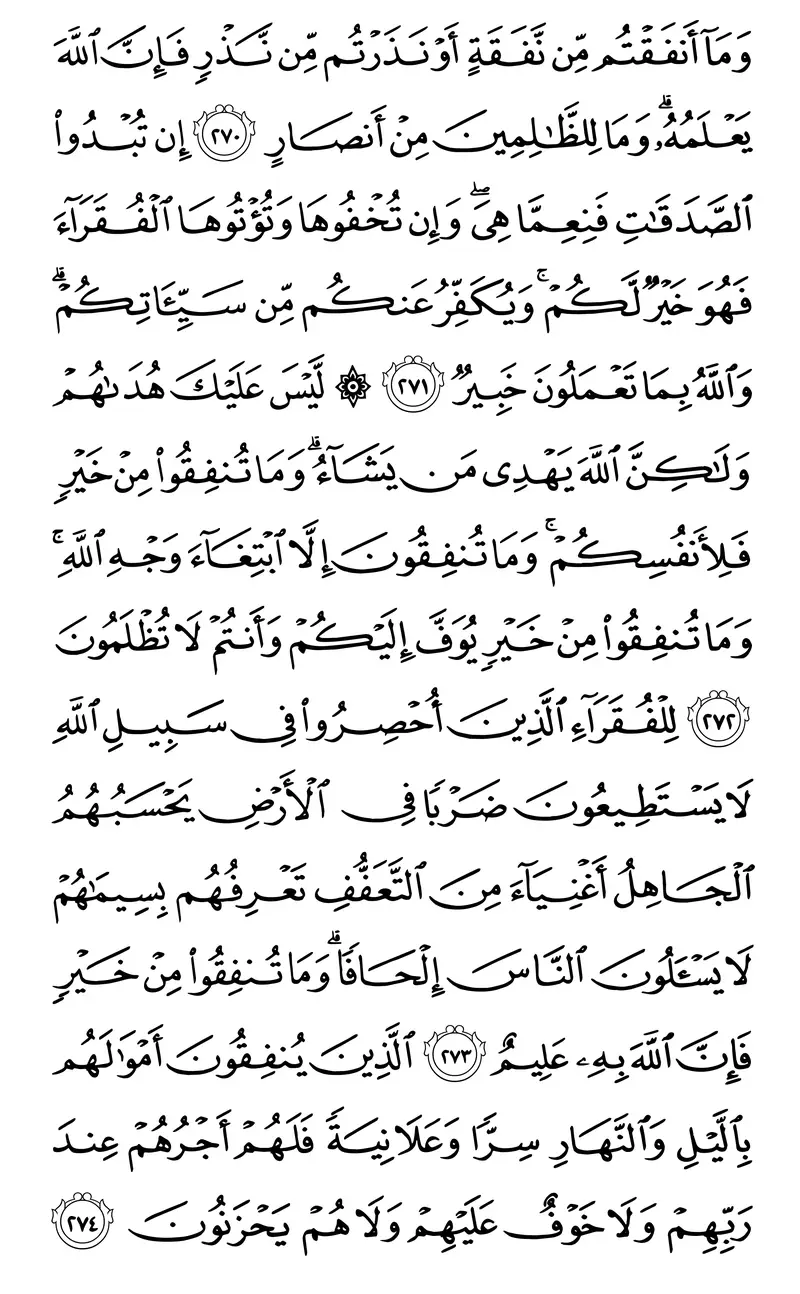 وَمَآ أَنفَقۡتُم مِّن نَّفَقَةٍ أَوۡ نَذَرۡتُم مِّن نَّذۡرٖ فَإِنَّ ٱللَّهَ
يَعۡلَمُهُۥۗ وَمَا لِلظَّٰلِمِينَ مِنۡ أَنصَارٍ ٢٧٠ إِن تُبۡدُواْ
ٱلصَّدَقَٰتِ فَنِعِمَّا هِيَۖ وَإِن تُخۡفُوهَا وَتُؤۡتُوهَا ٱلۡفُقَرَآءَ
فَهُوَ خَيۡرٞ لَّكُمۡۚ وَيُكَفِّرُ عَنكُم مِّن سَيِّـَٔاتِكُمۡۗ
وَٱللَّهُ بِمَا تَعۡمَلُونَ خَبِيرٞ ٢٧١ ۞ لَّيۡسَ عَلَيۡكَ هُدَىٰهُمۡ
وَلَٰكِنَّ ٱللَّهَ يَهۡدِي مَن يَشَآءُۗ وَمَا تُنفِقُواْ مِنۡ خَيۡرٖ
فَلِأَنفُسِكُمۡۚ وَمَا تُنفِقُونَ إِلَّا ٱبۡتِغَآءَ وَجۡهِ ٱللَّهِۚ
وَمَا تُنفِقُواْ مِنۡ خَيۡرٖ يُوَفَّ إِلَيۡكُمۡ وَأَنتُمۡ لَا تُظۡلَمُونَ
٢٧٢ لِلۡفُقَرَآءِ ٱلَّذِينَ أُحۡصِرُواْ فِي سَبِيلِ ٱللَّهِ
لَا يَسۡتَطِيعُونَ ضَرۡبٗا فِي ٱلۡأَرۡضِ يَحۡسَبُهُمُ
ٱلۡجَاهِلُ أَغۡنِيَآءَ مِنَ ٱلتَّعَفُّفِ تَعۡرِفُهُم بِسِيمَٰهُمۡ
لَا يَسۡـَٔلُونَ ٱلنَّاسَ إِلۡحَافٗاۗ وَمَا تُنفِقُواْ مِنۡ خَيۡرٖ
فَإِنَّ ٱللَّهَ بِهِۦ عَلِيمٌ ٢٧٣ ٱلَّذِينَ يُنفِقُونَ أَمۡوَٰلَهُم
بِٱلَّيۡلِ وَٱلنَّهَارِ سِرّٗا وَعَلَانِيَةٗ فَلَهُمۡ أَجۡرُهُمۡ عِندَ
رَبِّهِمۡ وَلَا خَوۡفٌ عَلَيۡهِمۡ وَلَا هُمۡ يَحۡزَنُونَ ٢٧٤